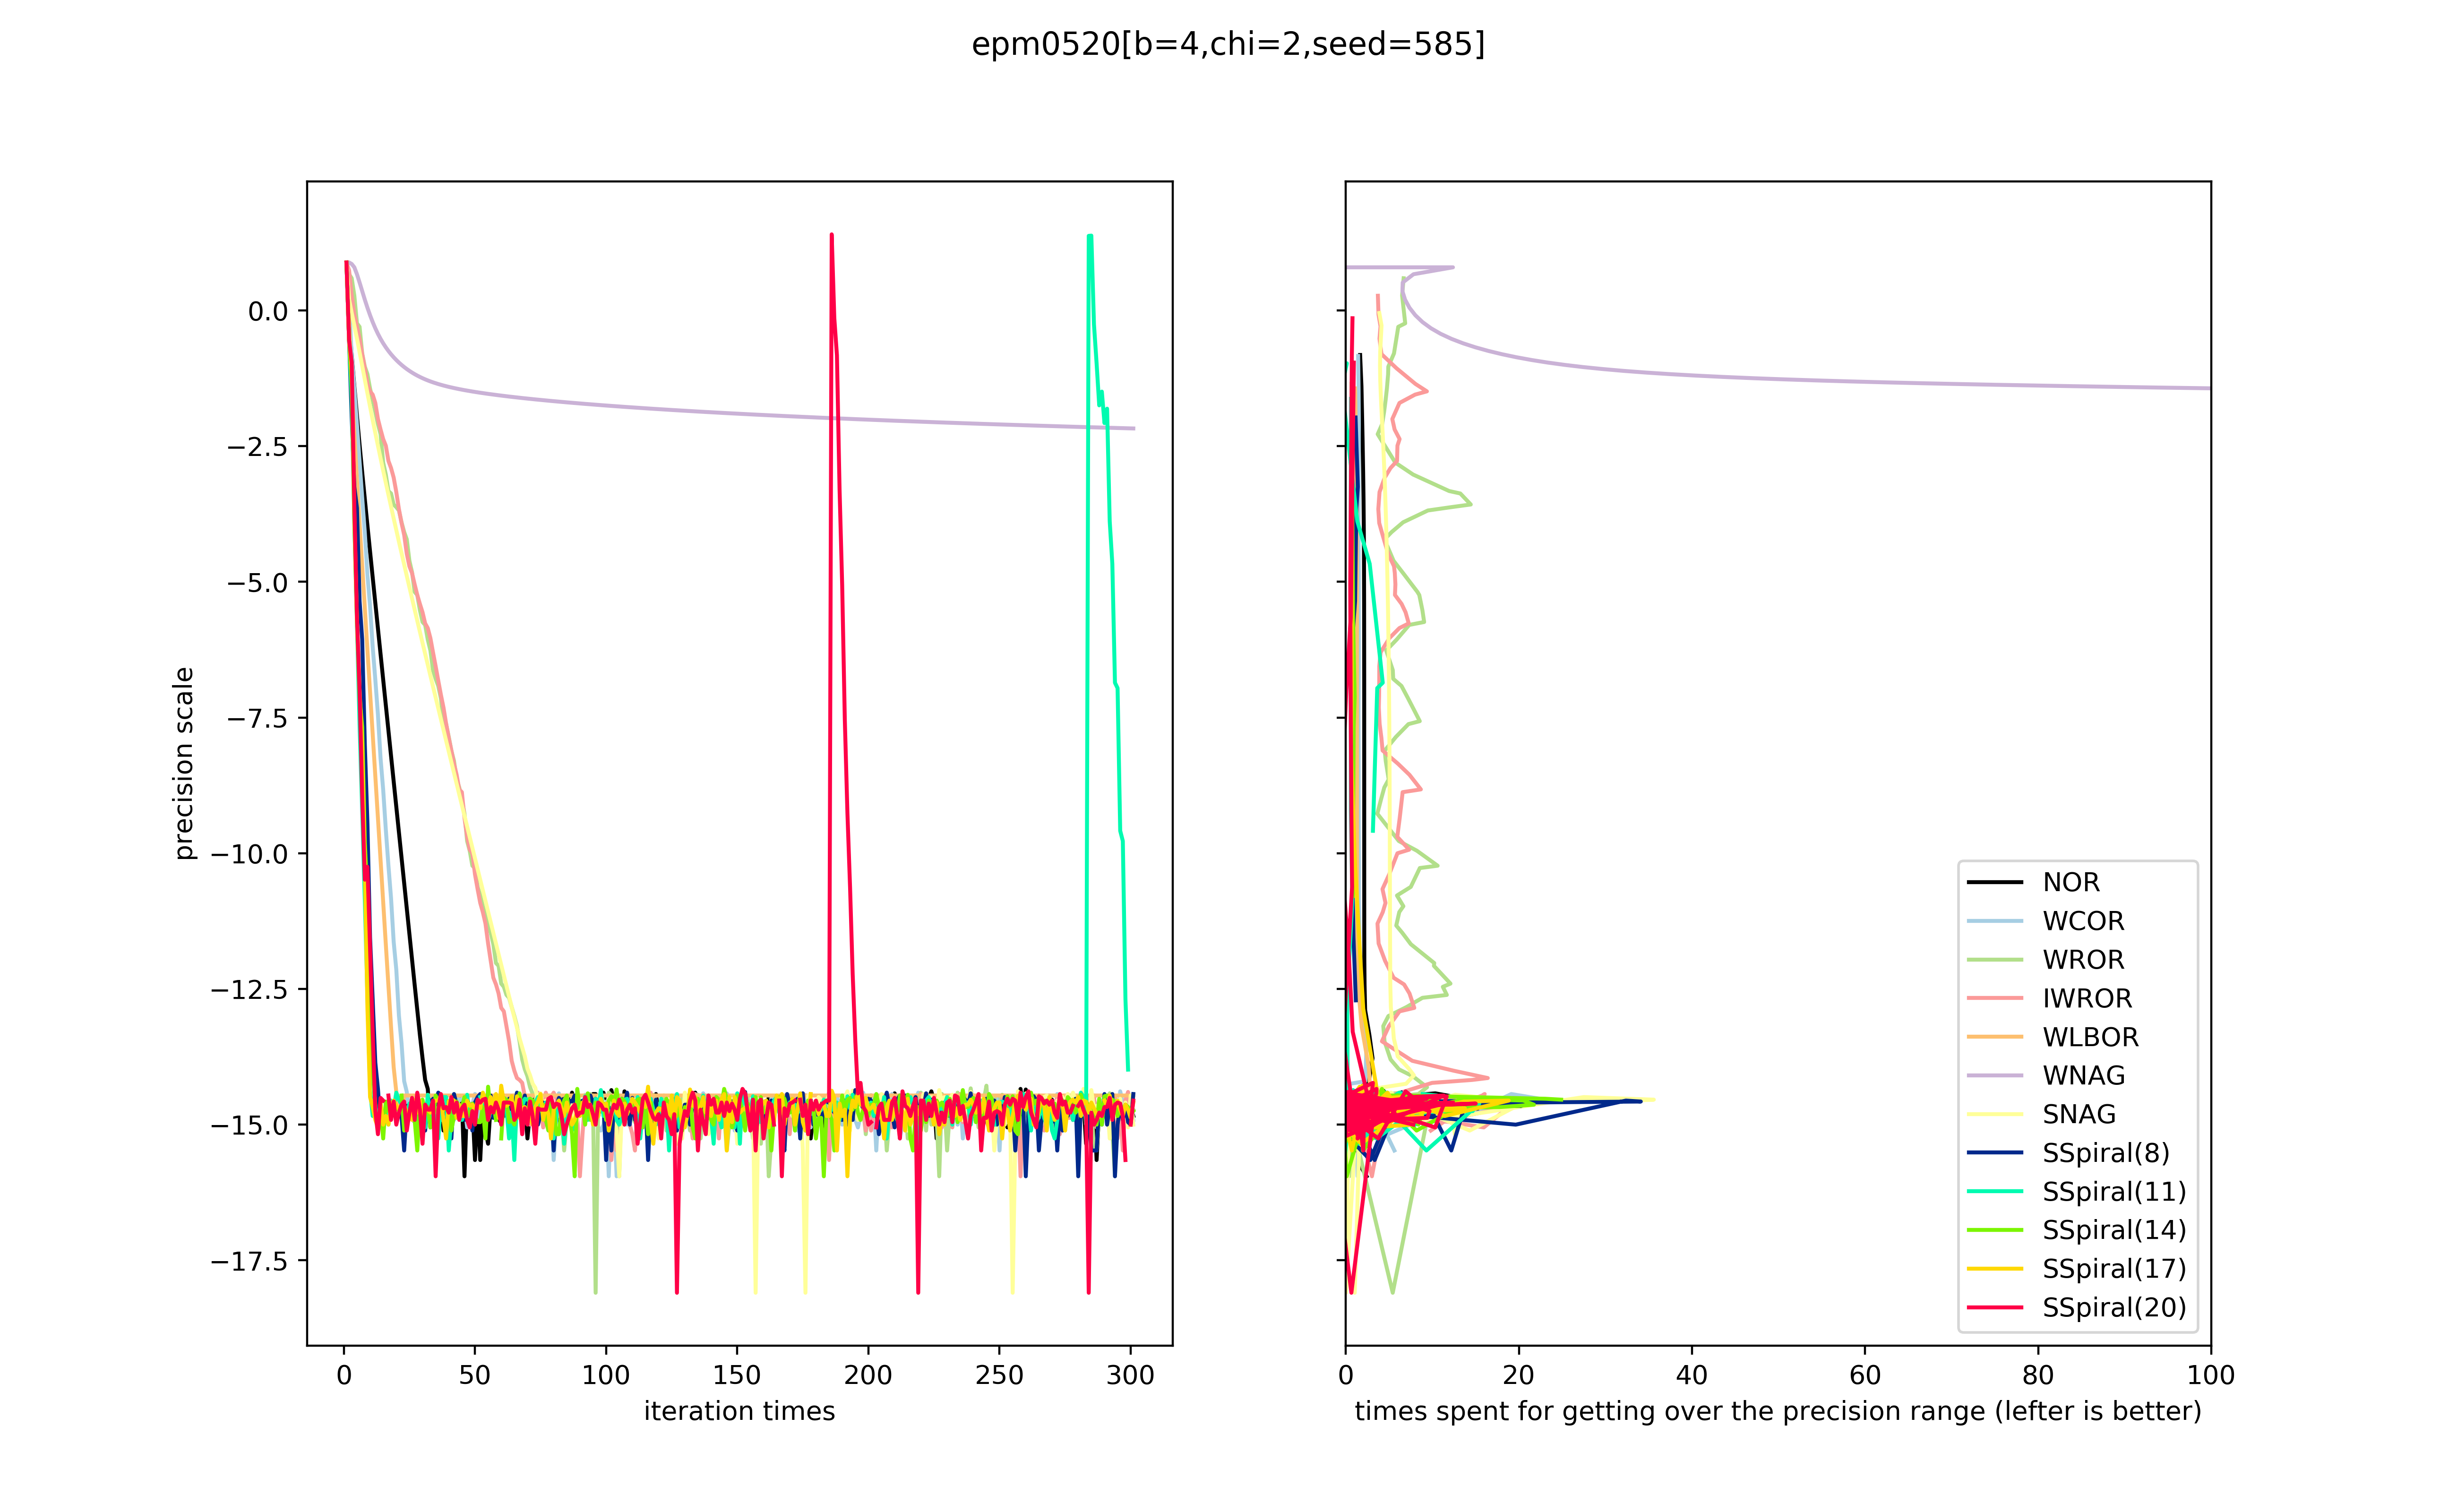 epm0520[b=4,chi=2,seed=585]
precision scale
0.0
−2.5
−5.0
−7.5
−10.0
−12.5
−15.0
−17.5
0 50 100 150 200 250 300
iteration times
NOR
WCOR
WROR
IWROR
WLBOR
WNAG
SNAG
SSpiral(8)
SSpiral(11)
SSpiral(14)
SSpiral(17)
SSpiral(20)
0 20 40 60 80 100
times spent for getting over the precision range (lefter is better)